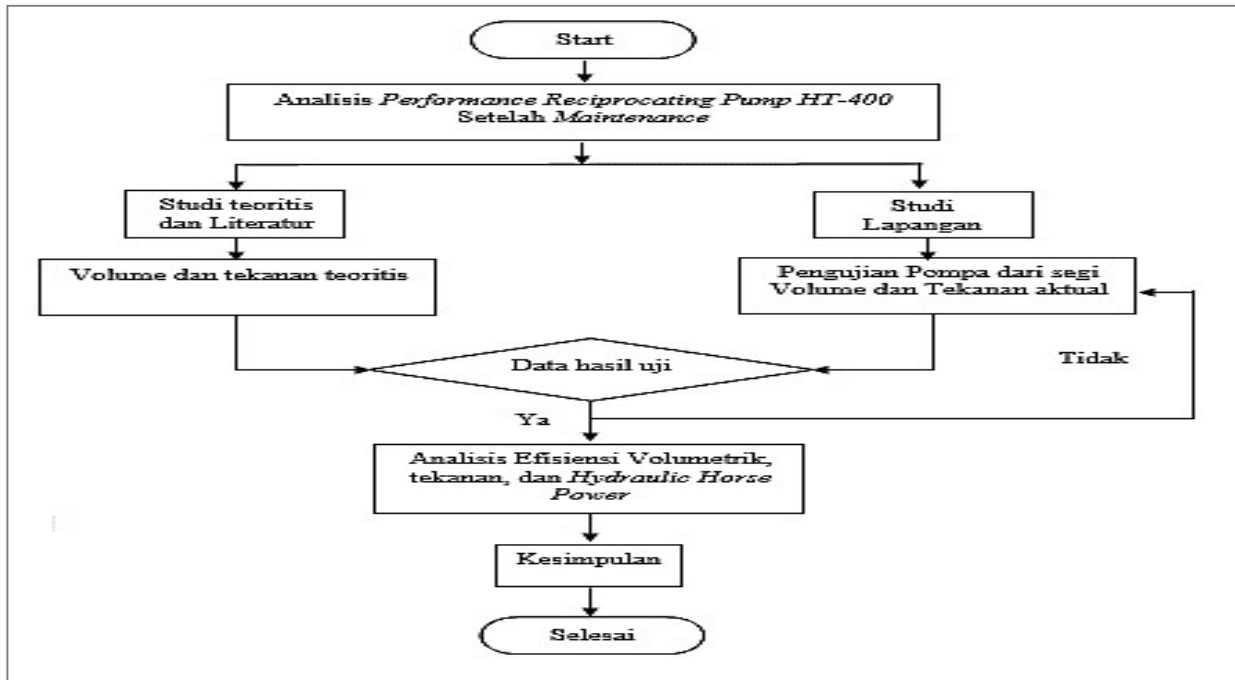 Start
Analisis Performance Reciprocating Pump HT-400
Setelah Maintenance
Studi teoritis
dan Literatur
Studi
Lapangan
Volume dan tekanan teoritis
Pengujian Pompa dari segi
Volume dan Tekanan aktual
Data hasil uji
Tidak
Ya
Analisis Efisiensi Volumetrik,
tekanan, dan Hydraulic Horse
Power
Kesimpulan
Selesai